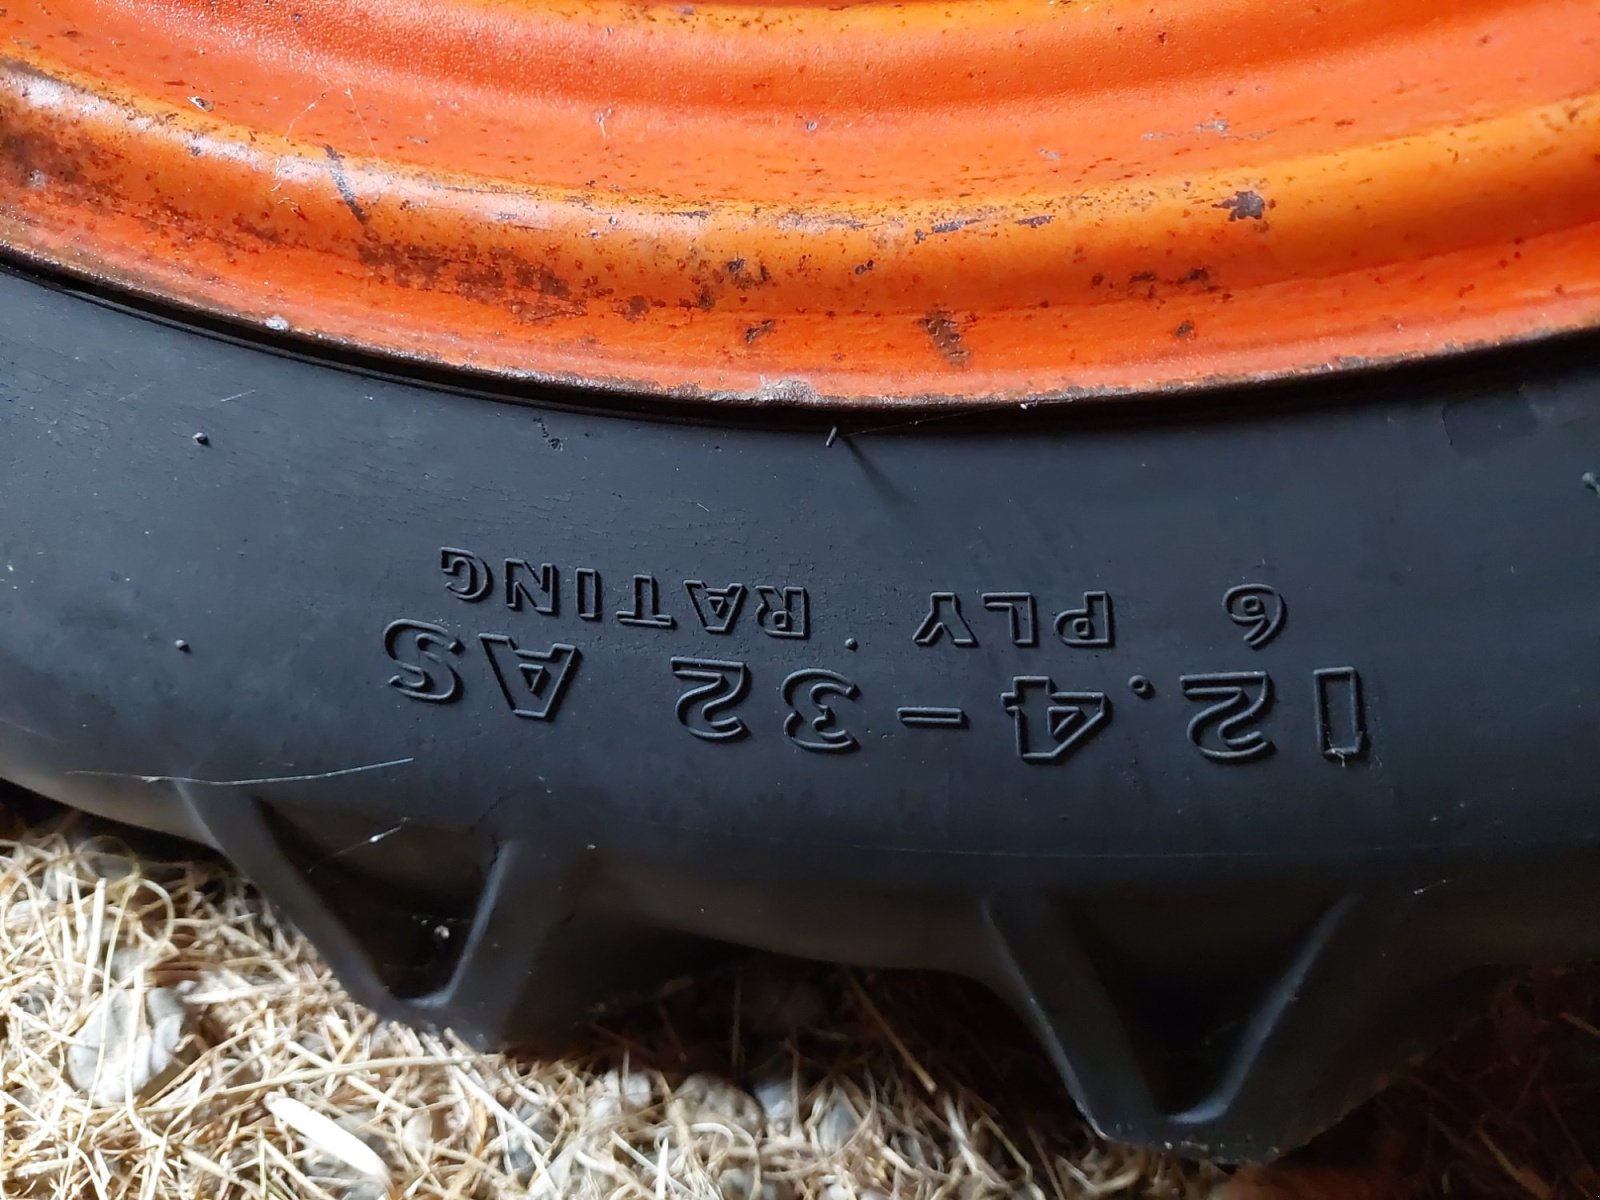 12.4-32 AS
6 PLY RATING